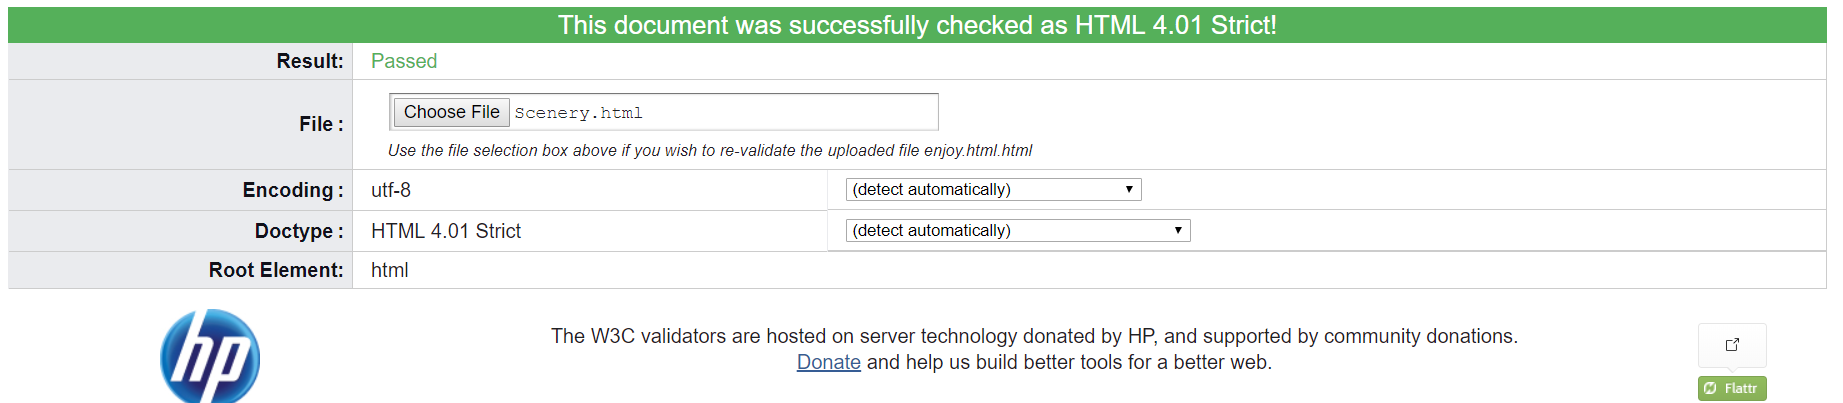 This document was successfully checked as HTML 4.01 Strict!
Result: Passed
File : Choose File Scenery.html
Use the file selection box above if you wish to re-validate the uploaded file enjoy.html.html
Encoding : utf-8 (detect automatically)
Doctype : HTML 4.01 Strict (detect automatically)
Root Element: html
hp
The W3C validators are hosted on server technology donated by HP, and supported by community donations.
Donate and help us build better tools for a better web.
Flattr